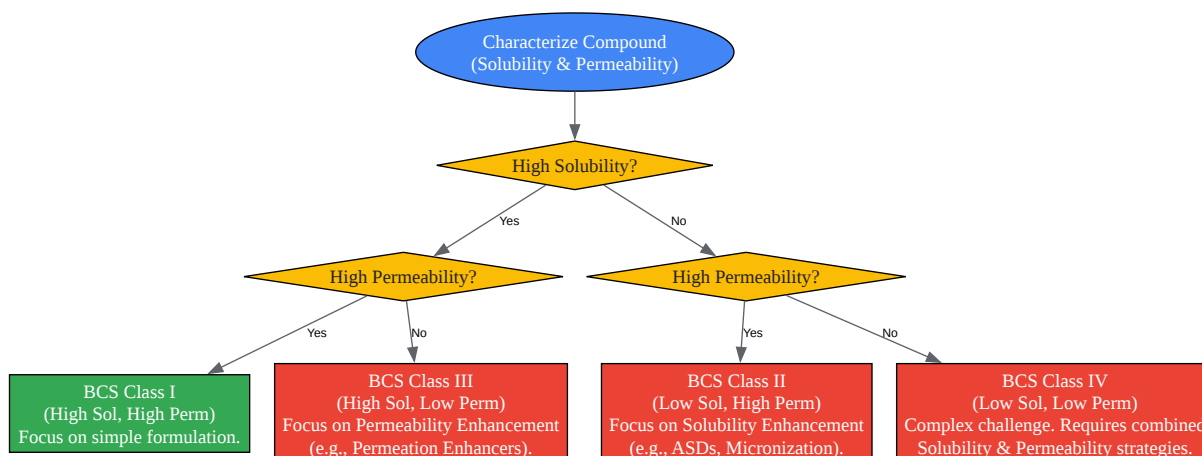 Characterize Compound
(Solubility & Permeability)
High Solubility?
Yes
No
High Permeability?
High Permeability?
Yes
No
Yes
No
BCS Class I
(High Sol, High Perm)
Focus on simple formulation.
BCS Class III
(High Sol, Low Perm)
Focus on Permeability Enhancement
(e.g., Permeation Enhancers).
BCS Class II
(Low Sol, High Perm)
Focus on Solubility Enhancement
(e.g., ASDs, Micronization).
BCS Class IV
(Low Sol, Low Perm)
Complex challenge. Requires combined
Solubility & Permeability strategies.